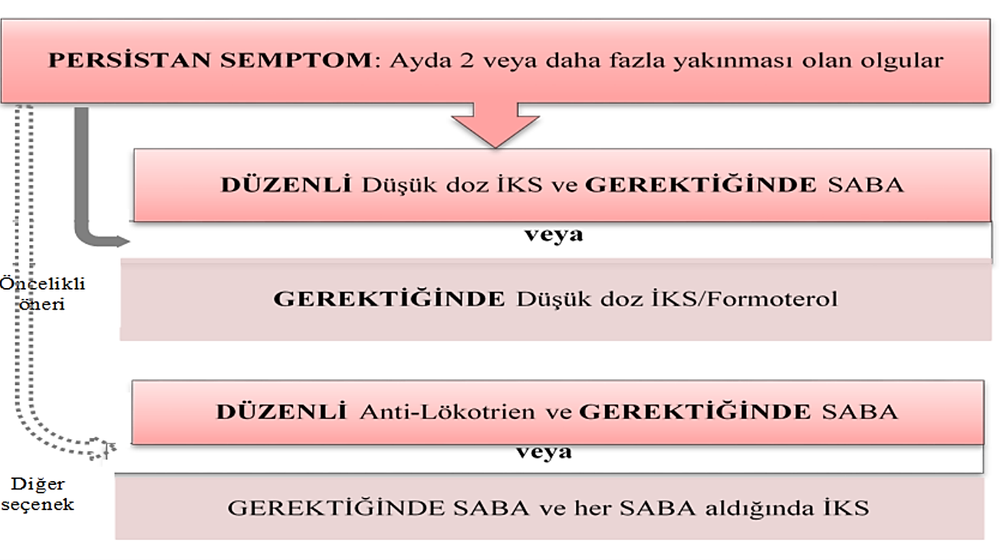 PERSİSTAN SEMPTOM: Ayda 2 veya daha fazla yakınması olan olgular
DÜZENLİ Düşük doz İKS ve GEREKTİĞİNDE SABA
veya
Öncelikli
öneri
GEREKTİĞİNDE Düşük doz İKS/Formoterol
DÜZENLİ Anti-Lökotrien ve GEREKTİĞİNDE SABA
veya
Diğer
seçenek
GEREKTİĞİNDE SABA ve her SABA aldığında İKS